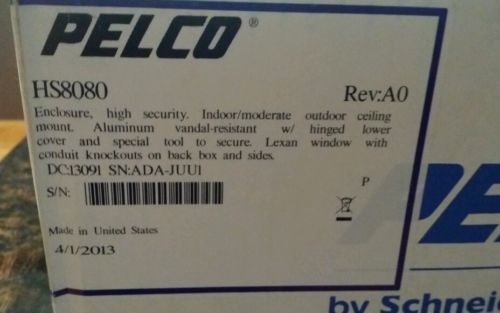 PELCO®
HS8080 Rev:A0
Enclosure, high security. Indoor/moderate outdoor ceiling
mount. Aluminum vandal-resistant w/ hinged lower
cover and special tool to secure. Lexan window with
conduit knockouts on back box and sides.
DC:13091 SN:ADA-JUU1
P
S/N:
Made in United States
4/1/2013
PE
by Schneid